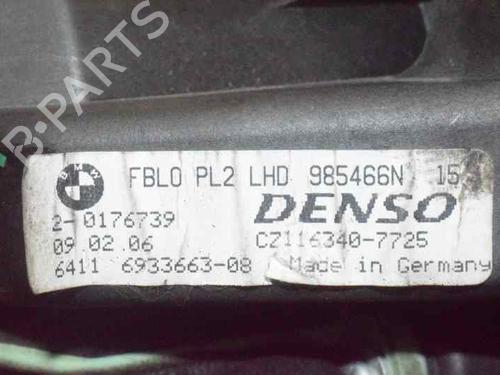 B-PARTS
BMW
FBLO PL2 LHD 985466N 15
2-0176739 DENSO
09.02.06 CZ116340-7725
6411 6933663-08 Made in Germany